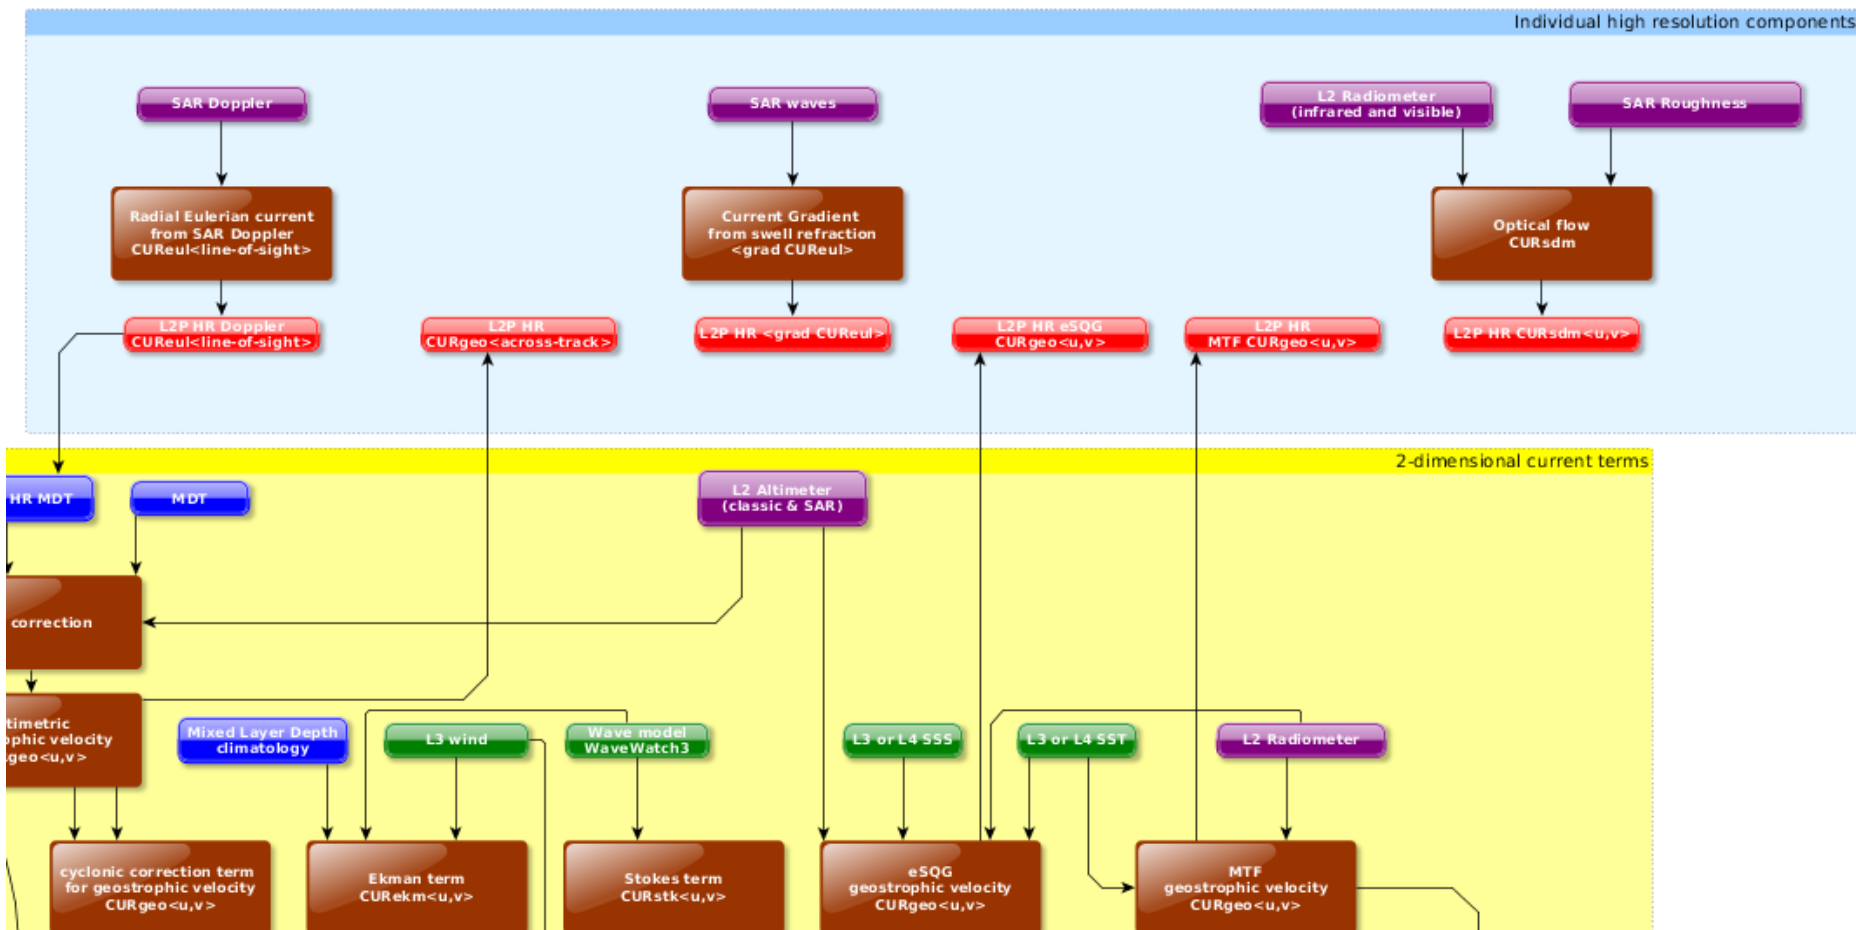 Individual high resolution components
SAR Doppler
SAR waves
L2 Radiometer
(infrared and visible)
SAR Roughness
Radial Eulerian current
from SAR Doppler
CUReul<line-of-sight>
Current Gradient
from swell refraction
<grad CUReul>
Optical flow
CURsdm
L2P HR Doppler
CUReul<line-of-sight>
L2P HR
CURgeo<across-track>
L2P HR <grad CUReul>
L2P HR eSQG
CURgeo<u,v>
L2P HR
MTF CURgeo<u,v>
L2P HR CURsdm<u,v>
2-dimensional current terms
HR MDT
MDT
L2 Altimeter
(classic & SAR)
correction
timetric
ophic velocity
geo<u,v>
Mixed Layer Depth
climatology
L3 wind
Wave model
WaveWatch3
L3 or L4 SSS
L3 or L4 SST
L2 Radiometer
cyclonic correction term
for geostrophic velocity
CURgeo<u,v>
Ekman term
CURekm<u,v>
Stokes term
CURstk<u,v>
eSQG
geostrophic velocity
CURgeo<u,v>
MTF
geostrophic velocity
CURgeo<u,v>